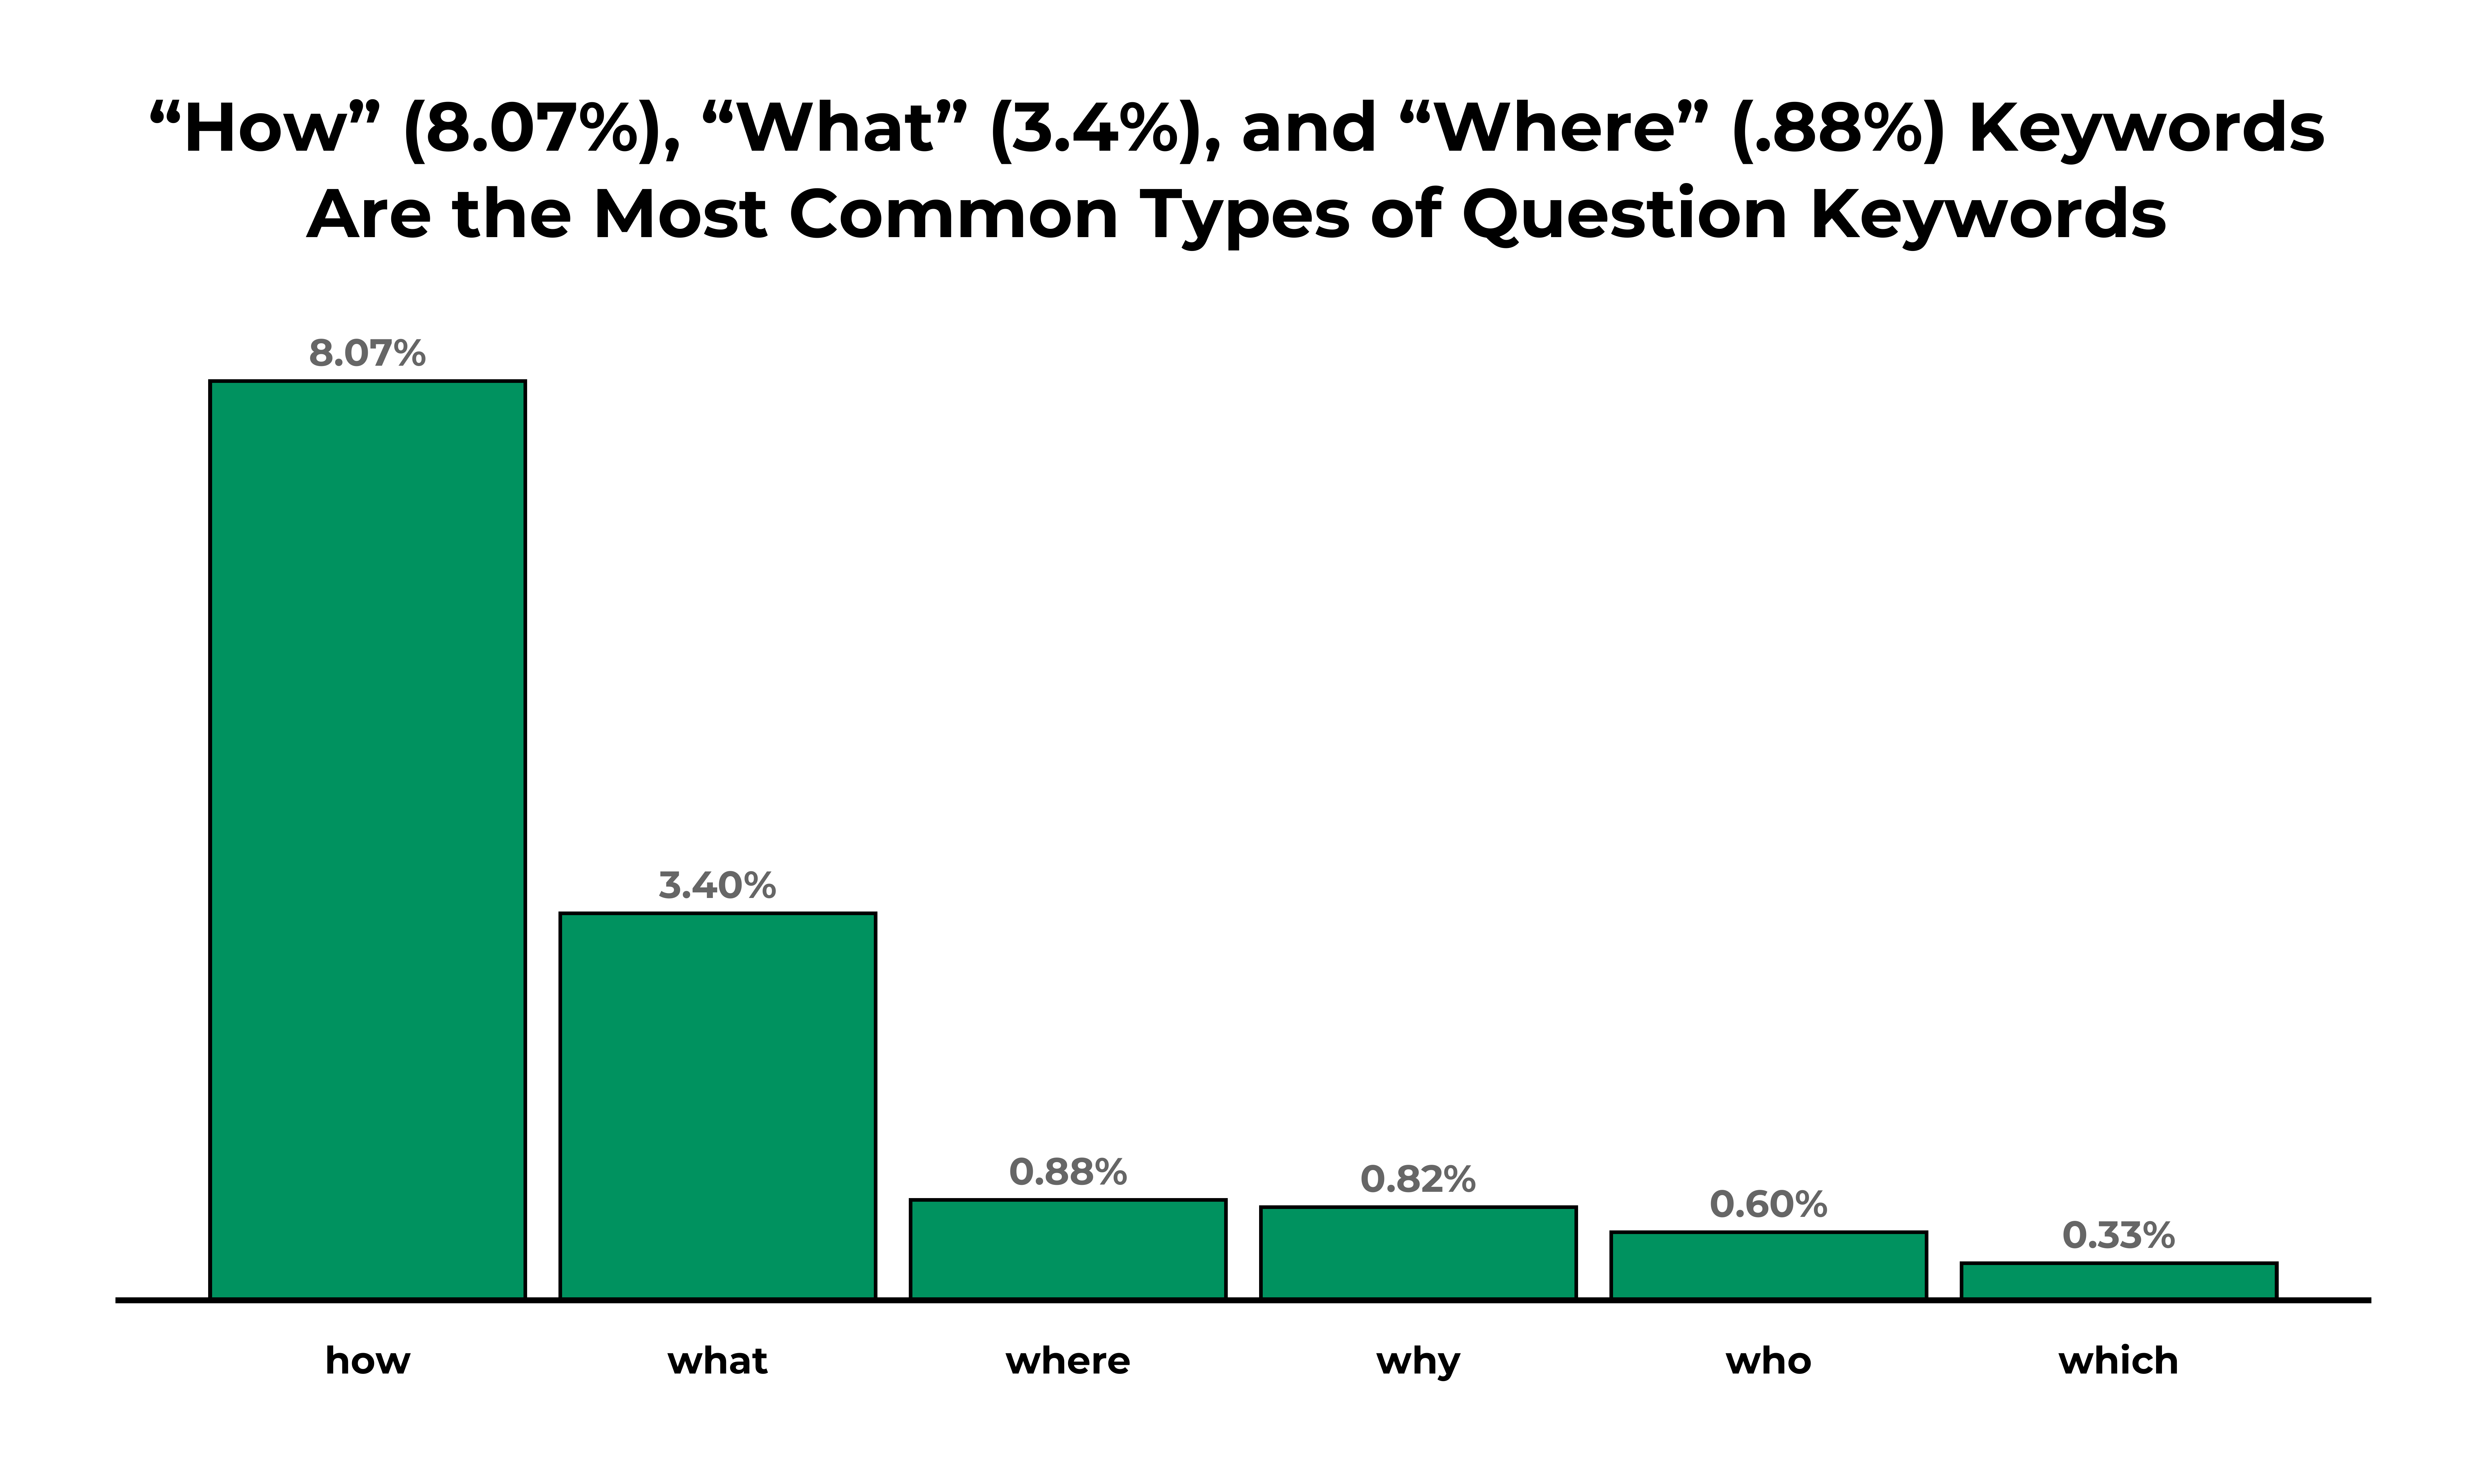 “How” (8.07%), “What” (3.4%), and “Where” (.88%) Keywords
Are the Most Common Types of Question Keywords
8.07%
3.40%
0.88%
0.82%
0.60%
0.33%
how
what
where
why
who
which